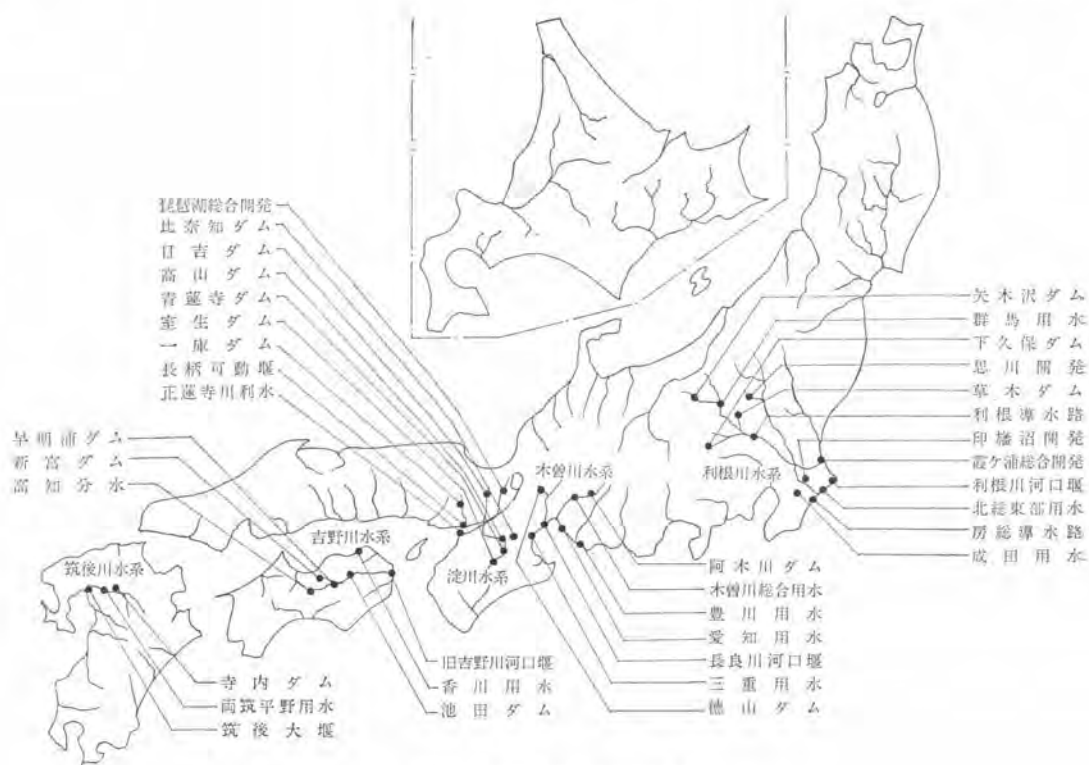 琵琶湖総合開発
比奈知ダム
日吉ダム
高山ダム
青蓮寺ダム
室生ダム
一庫ダム
長柄可動堰
正蓮寺川利水
早明浦ダム
新宮ダム
高知分水
矢木沢ダム
群馬用水
下久保ダム
思川開発
草木ダム
利根導水路
印旛沼開発
霞ケ浦総合開発
利根川河口堰
北総東部用水
房総導水路
成田用水
木曽川水系
利根川水系
吉野川水系
淀川水系
筑後川水系
阿木川ダム
木曽川総合用水
豊川用水
愛知用水
長良川河口堰
三重用水
徳山ダム
旧吉野川河口堰
香川用水
池田ダム
寺内ダム
両筑平野用水
筑後大堰